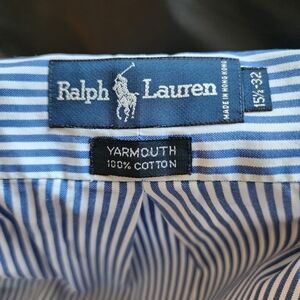 Ralph Lauren
MADE IN HONG KONG
15½-32
YARMOUTH
100% COTTON